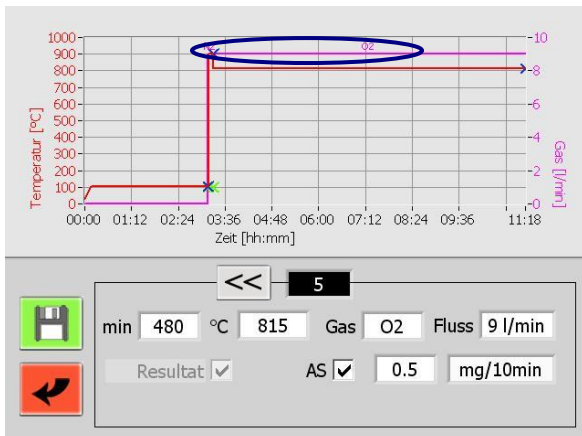 1000
900
800
700
600
500
400
300
200
100
0
Temperatur [°C]
O2
10
8
6
4
2
0
Gas [l/min]
00:00 01:12 02:24 03:36 04:48 06:00 07:12 08:24 09:36 11:18
Zeit [hh:mm]
<< 5
min 480 °C 815 Gas O2 Fluss 9 l/min
Resultat AS 0.5 mg/10min